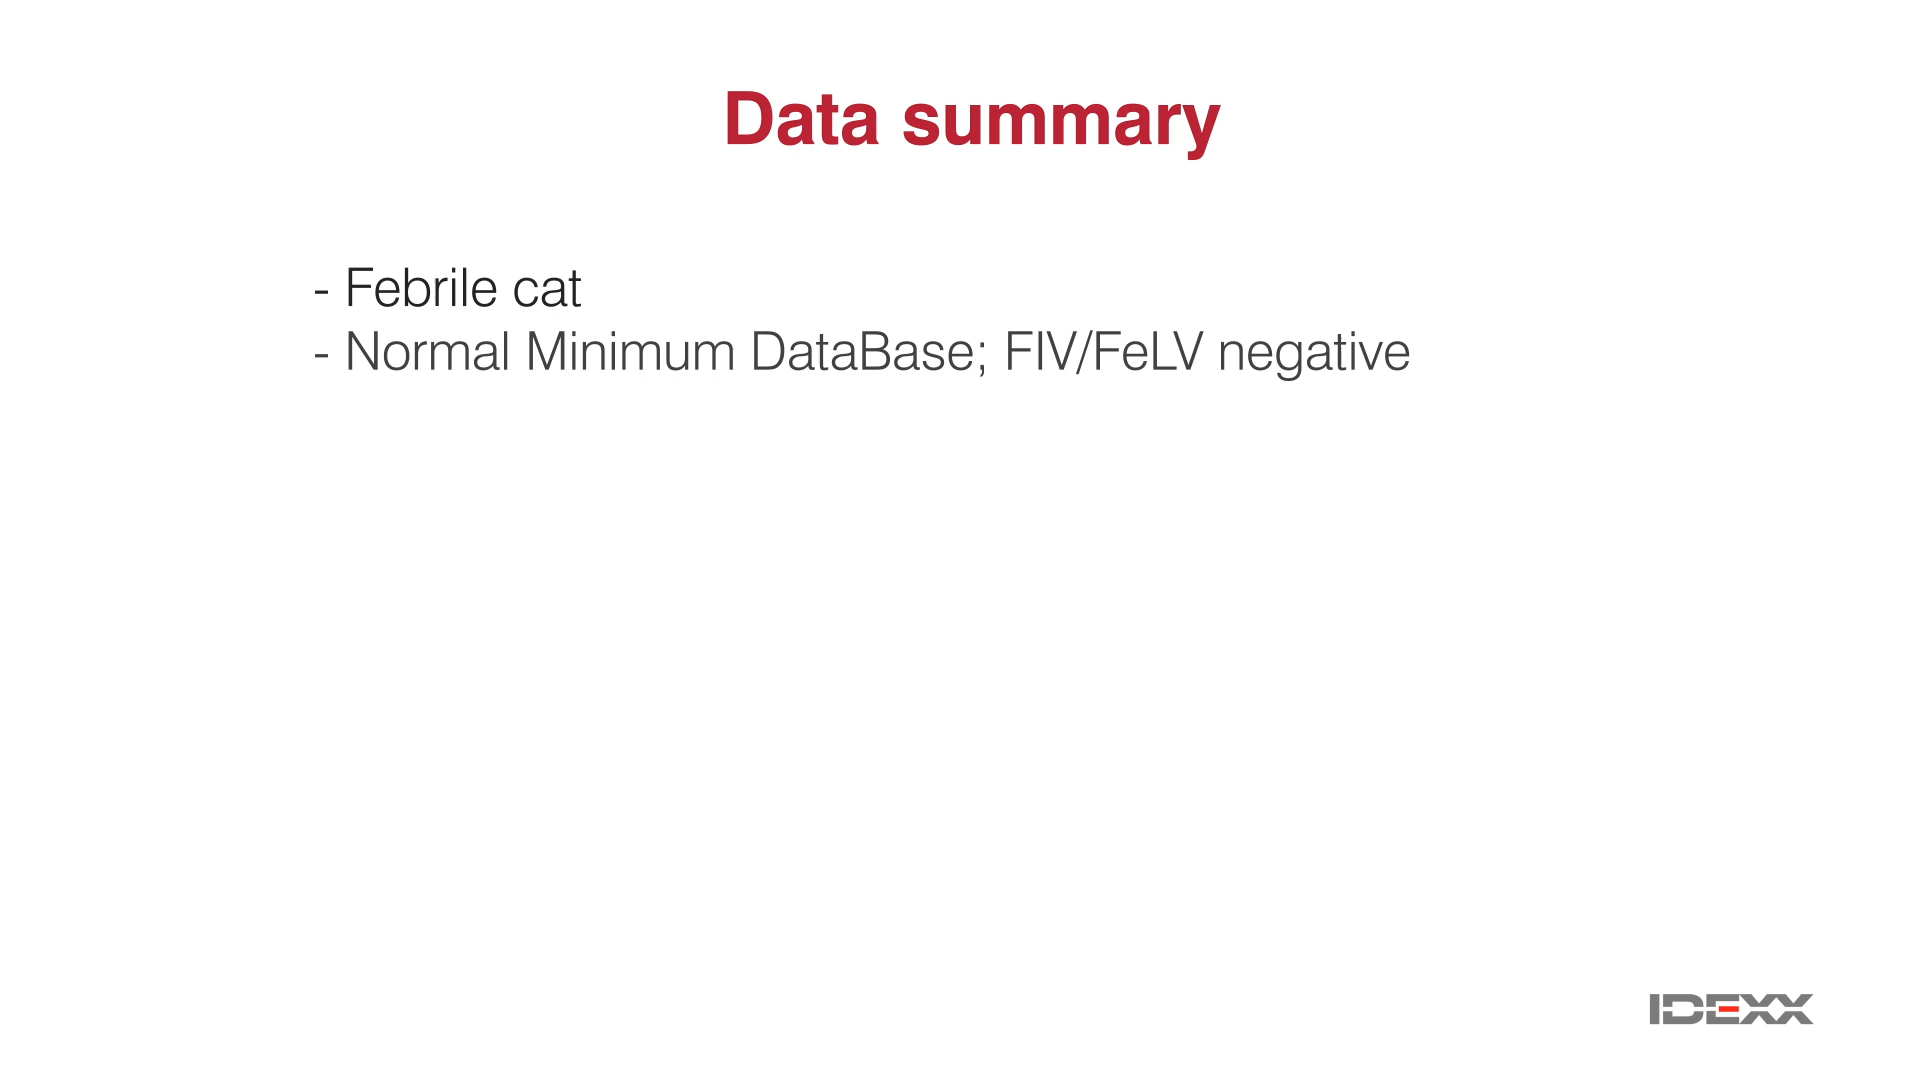 Data summary
- Febrile cat
- Normal Minimum DataBase; FIV/FeLV negative
IDEXX